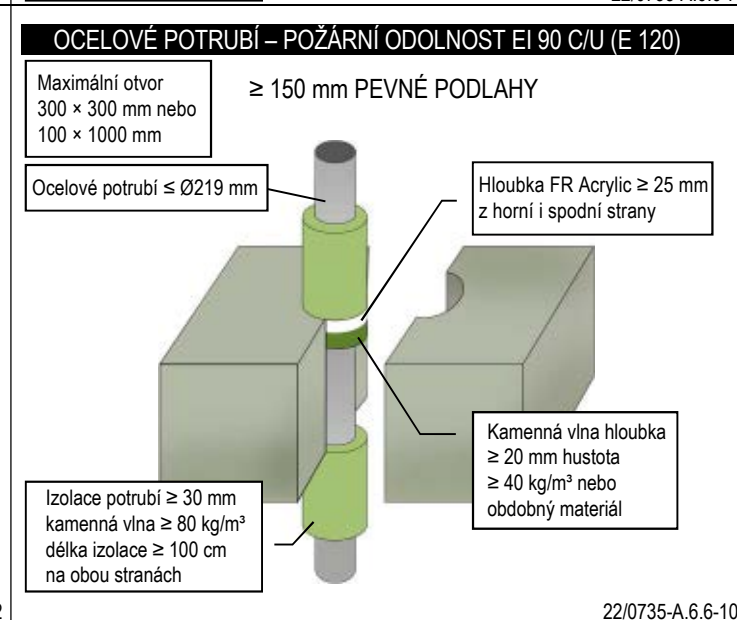 OCELOVÉ POTRUBÍ – POŽÁRNÍ ODOLNOST EI 90 C/U (E 120)
Maximální otvor
300 × 300 mm nebo
100 × 1000 mm
≥ 150 mm PEVNÉ PODLAHY
Ocelové potrubí ≤ Ø219 mm
Hloubka FR Acrylic ≥ 25 mm
z horní i spodní strany
Kamenná vlna hloubka
≥ 20 mm hustota
≥ 40 kg/m³ nebo
obdobný materiál
Izolace potrubí ≥ 30 mm
kamenná vlna ≥ 80 kg/m³
délka izolace ≥ 100 cm
na obou stranách
22/0735-A.6.6-10